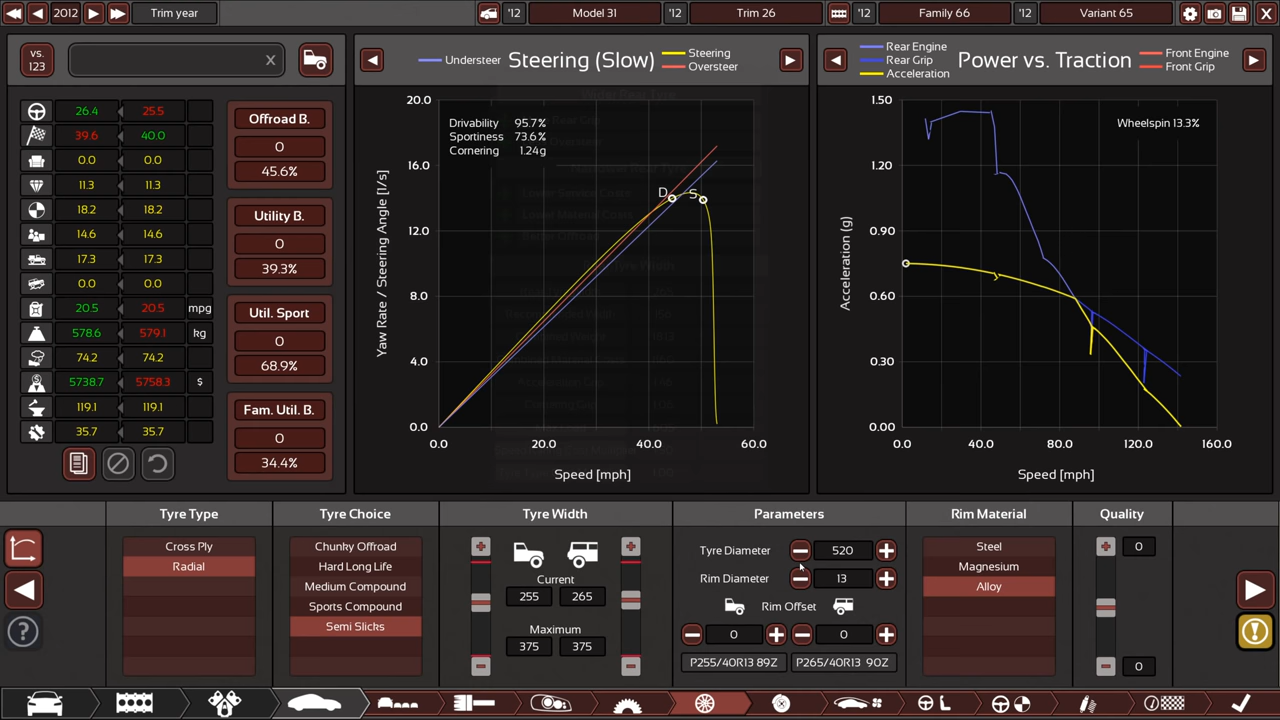 2012
Trim year
'12
Model 31
'12
Trim 26
'12
Family 66
'12
Variant 65
vs.
123
X
26.4 25.5
39.6 40.0
0.0 0.0
11.3 11.3
18.2 18.2
14.6 14.6
17.3 17.3
0.0 0.0
20.5 20.5 mpg
578.6 579.1 kg
74.2 74.2
5738.7 5758.3 $
119.1 119.1
35.7 35.7
Offroad B.
0
45.6%
Utility B.
0
39.3%
Util. Sport
0
68.9%
Fam. Util. B.
0
34.4%
Understeer
Steering (Slow)
Steering
Oversteer
Drivability 95.7%
Sportiness 73.6%
Cornering 1.24g
20.0
16.0
12.0
8.0
4.0
0.0
Yaw Rate / Steering Angle [1/s]
D
S
0.0 20.0 40.0 60.0
Speed [mph]
Rear Engine
Rear Grip
Acceleration
Power vs. Traction
Front Engine
Front Grip
Wheelspin 13.3%
1.50
1.20
0.90
0.60
0.30
0.00
Acceleration (g)
0.0 40.0 80.0 120.0 160.0
Speed [mph]
Tyre Type
Cross Ply
Radial
Tyre Choice
Chunky Offroad
Hard Long Life
Medium Compound
Sports Compound
Semi Slicks
Tyre Width
Current
255 265
Maximum
375 375
Parameters
Tyre Diameter 520
Rim Diameter 13
Rim Offset
0 0
P255/40R13 89Z
P265/40R13 90Z
Rim Material
Steel
Magnesium
Alloy
Quality
0
0